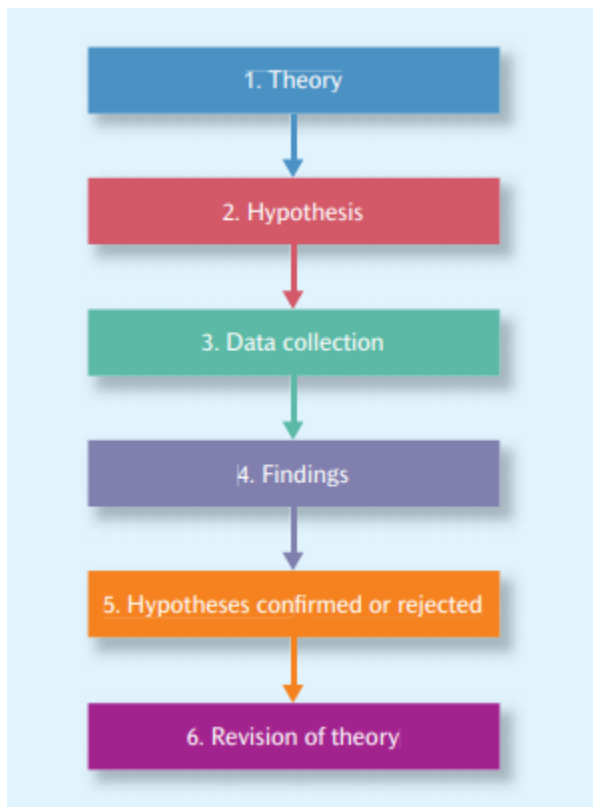 1. Theory
2. Hypothesis
3. Data collection
4. Findings
5. Hypotheses confirmed or rejected
6. Revision of theory